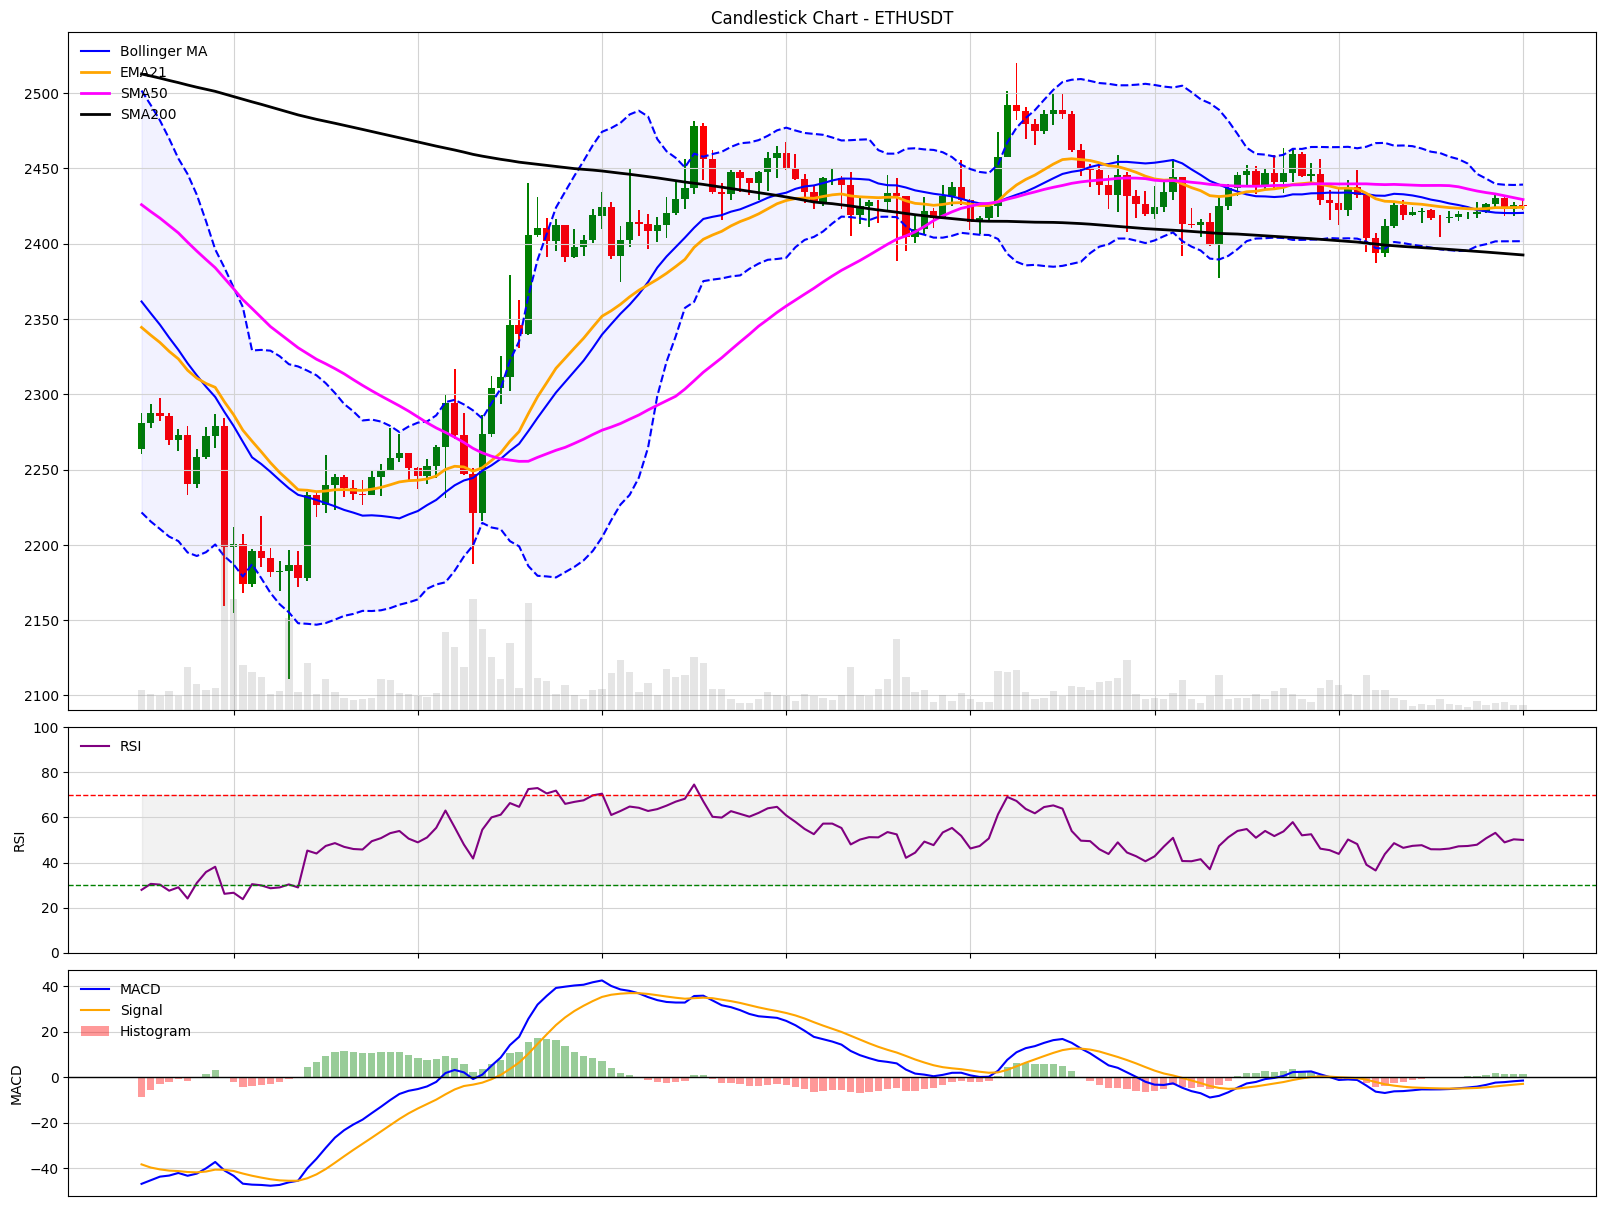 Candlestick Chart - ETHUSDT
Bollinger MA
EMA21
SMA50
SMA200
2500
2450
2400
2350
2300
2250
2200
2150
2100
100
80
60
40
20
0
RSI
RSI
40
20
0
−20
−40
MACD
MACD
Signal
Histogram